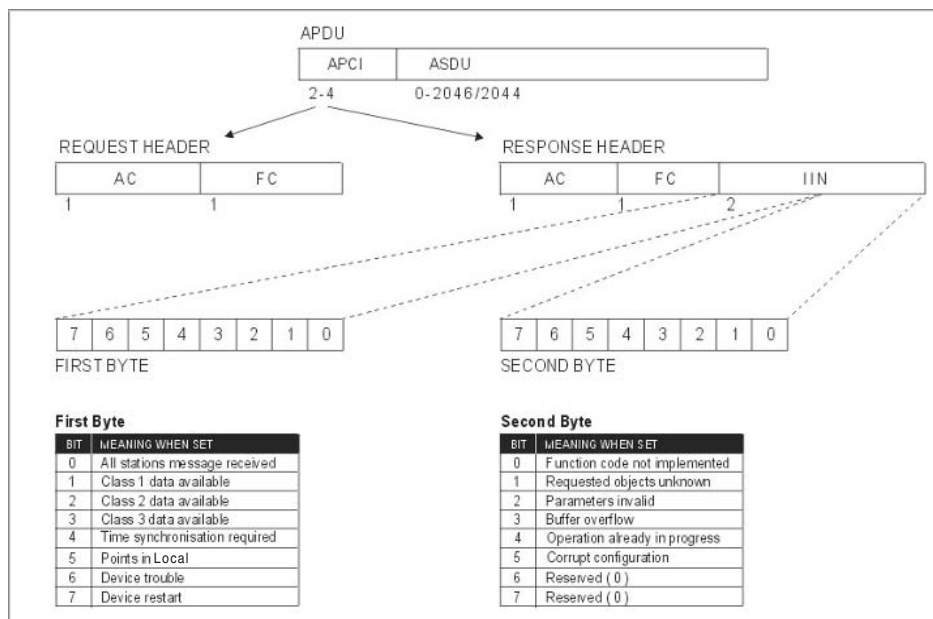 APDU
APCI ASDU
2-4 0-2046/2044
REQUEST HEADER RESPONSE HEADER
AC FC AC FC IIN
1 1 1 1 2
7 6 5 4 3 2 1 0 7 6 5 4 3 2 1 0
FIRST BYTE SECOND BYTE
First Byte
BIT MEANING WHEN SET
0 All stations message received
1 Class 1 data available
2 Class 2 data available
3 Class 3 data available
4 Time synchronisation required
5 Points in Local
6 Device trouble
7 Device restart
Second Byte
BIT MEANING WHEN SET
0 Function code not implemented
1 Requested objects unknown
2 Parameters invalid
3 Buffer overflow
4 Operation already in progress
5 Corrupt configuration
6 Reserved ( 0 )
7 Reserved ( 0 )